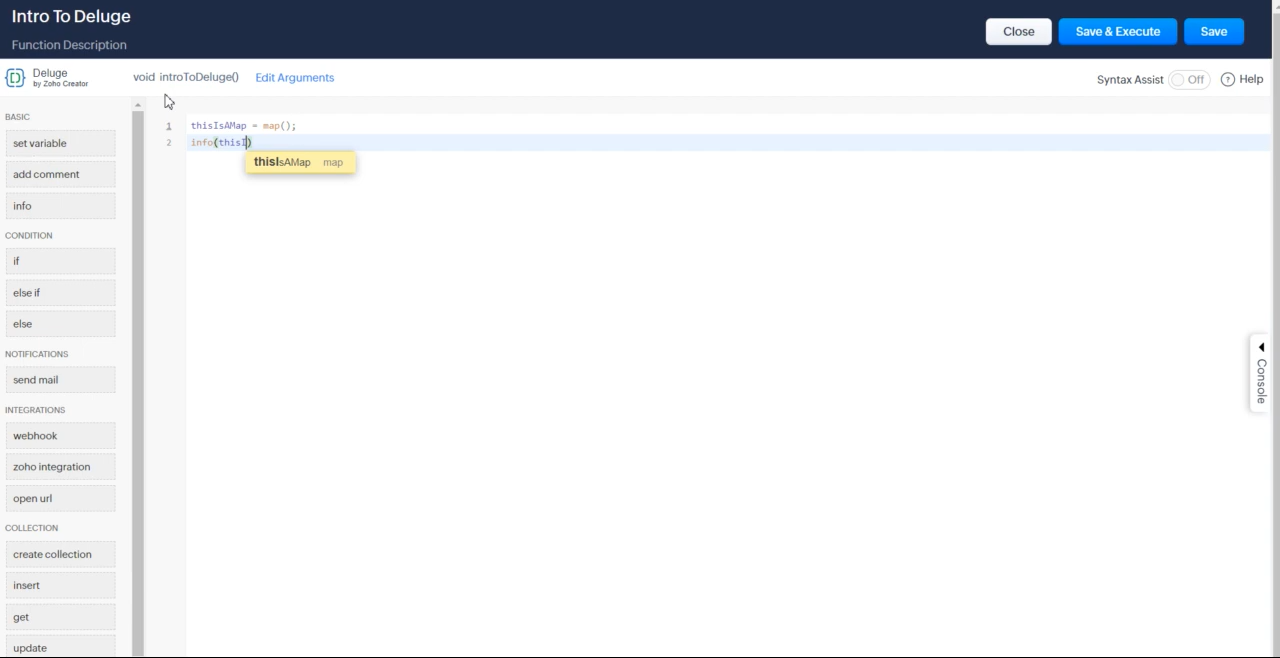 Intro To Deluge
Function Description
Close
Save & Execute
Save
Deluge
by Zoho Creator
void introToDeluge()
Edit Arguments
Syntax Assist
Off
? Help
BASIC
set variable
add comment
info
CONDITION
if
else if
else
NOTIFICATIONS
send mail
INTEGRATIONS
webhook
zoho integration
open url
COLLECTION
create collection
insert
get
update
1 thisIsAMap = map();
2 info(thisI)
thisIsAMap map
Console